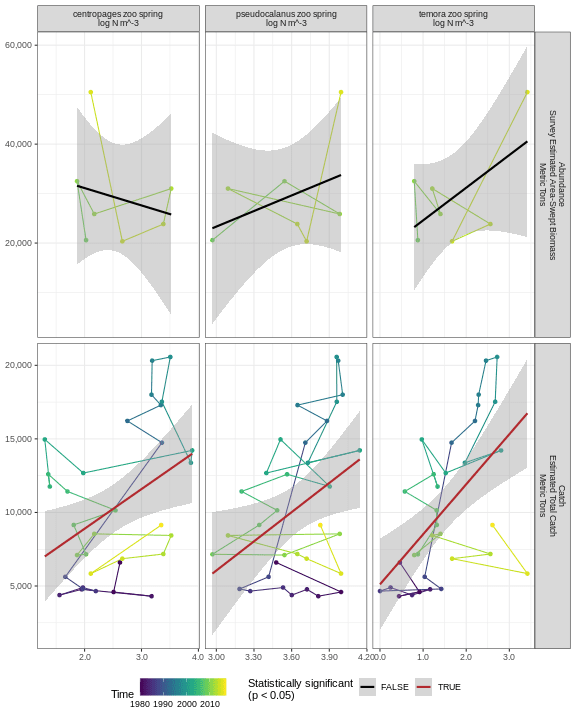 centropages zoo spring
log N m^-3
pseudocalanus zoo spring
log N m^-3
temora zoo spring
log N m^-3
60,000
40,000
20,000
Abundance
Survey Estimated Area-Swept Biomass
Metric Tons
20,000
15,000
10,000
5,000
Catch
Estimated Total Catch
Metric Tons
2.0 3.0 4.0
3.00 3.30 3.60 3.90 4.20
0.0 1.0 2.0 3.0
Time
1980 1990 2000 2010
Statistically significant
(p < 0.05)
FALSE
TRUE